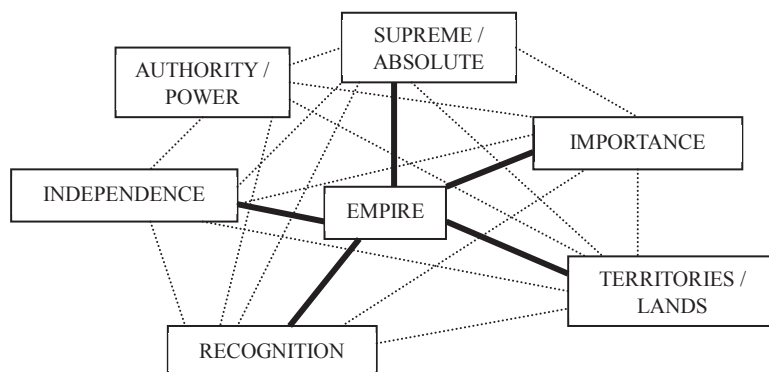 SUPREME /
ABSOLUTE
AUTHORITY /
POWER
IMPORTANCE
INDEPENDENCE
EMPIRE
TERRITORIES /
LANDS
RECOGNITION